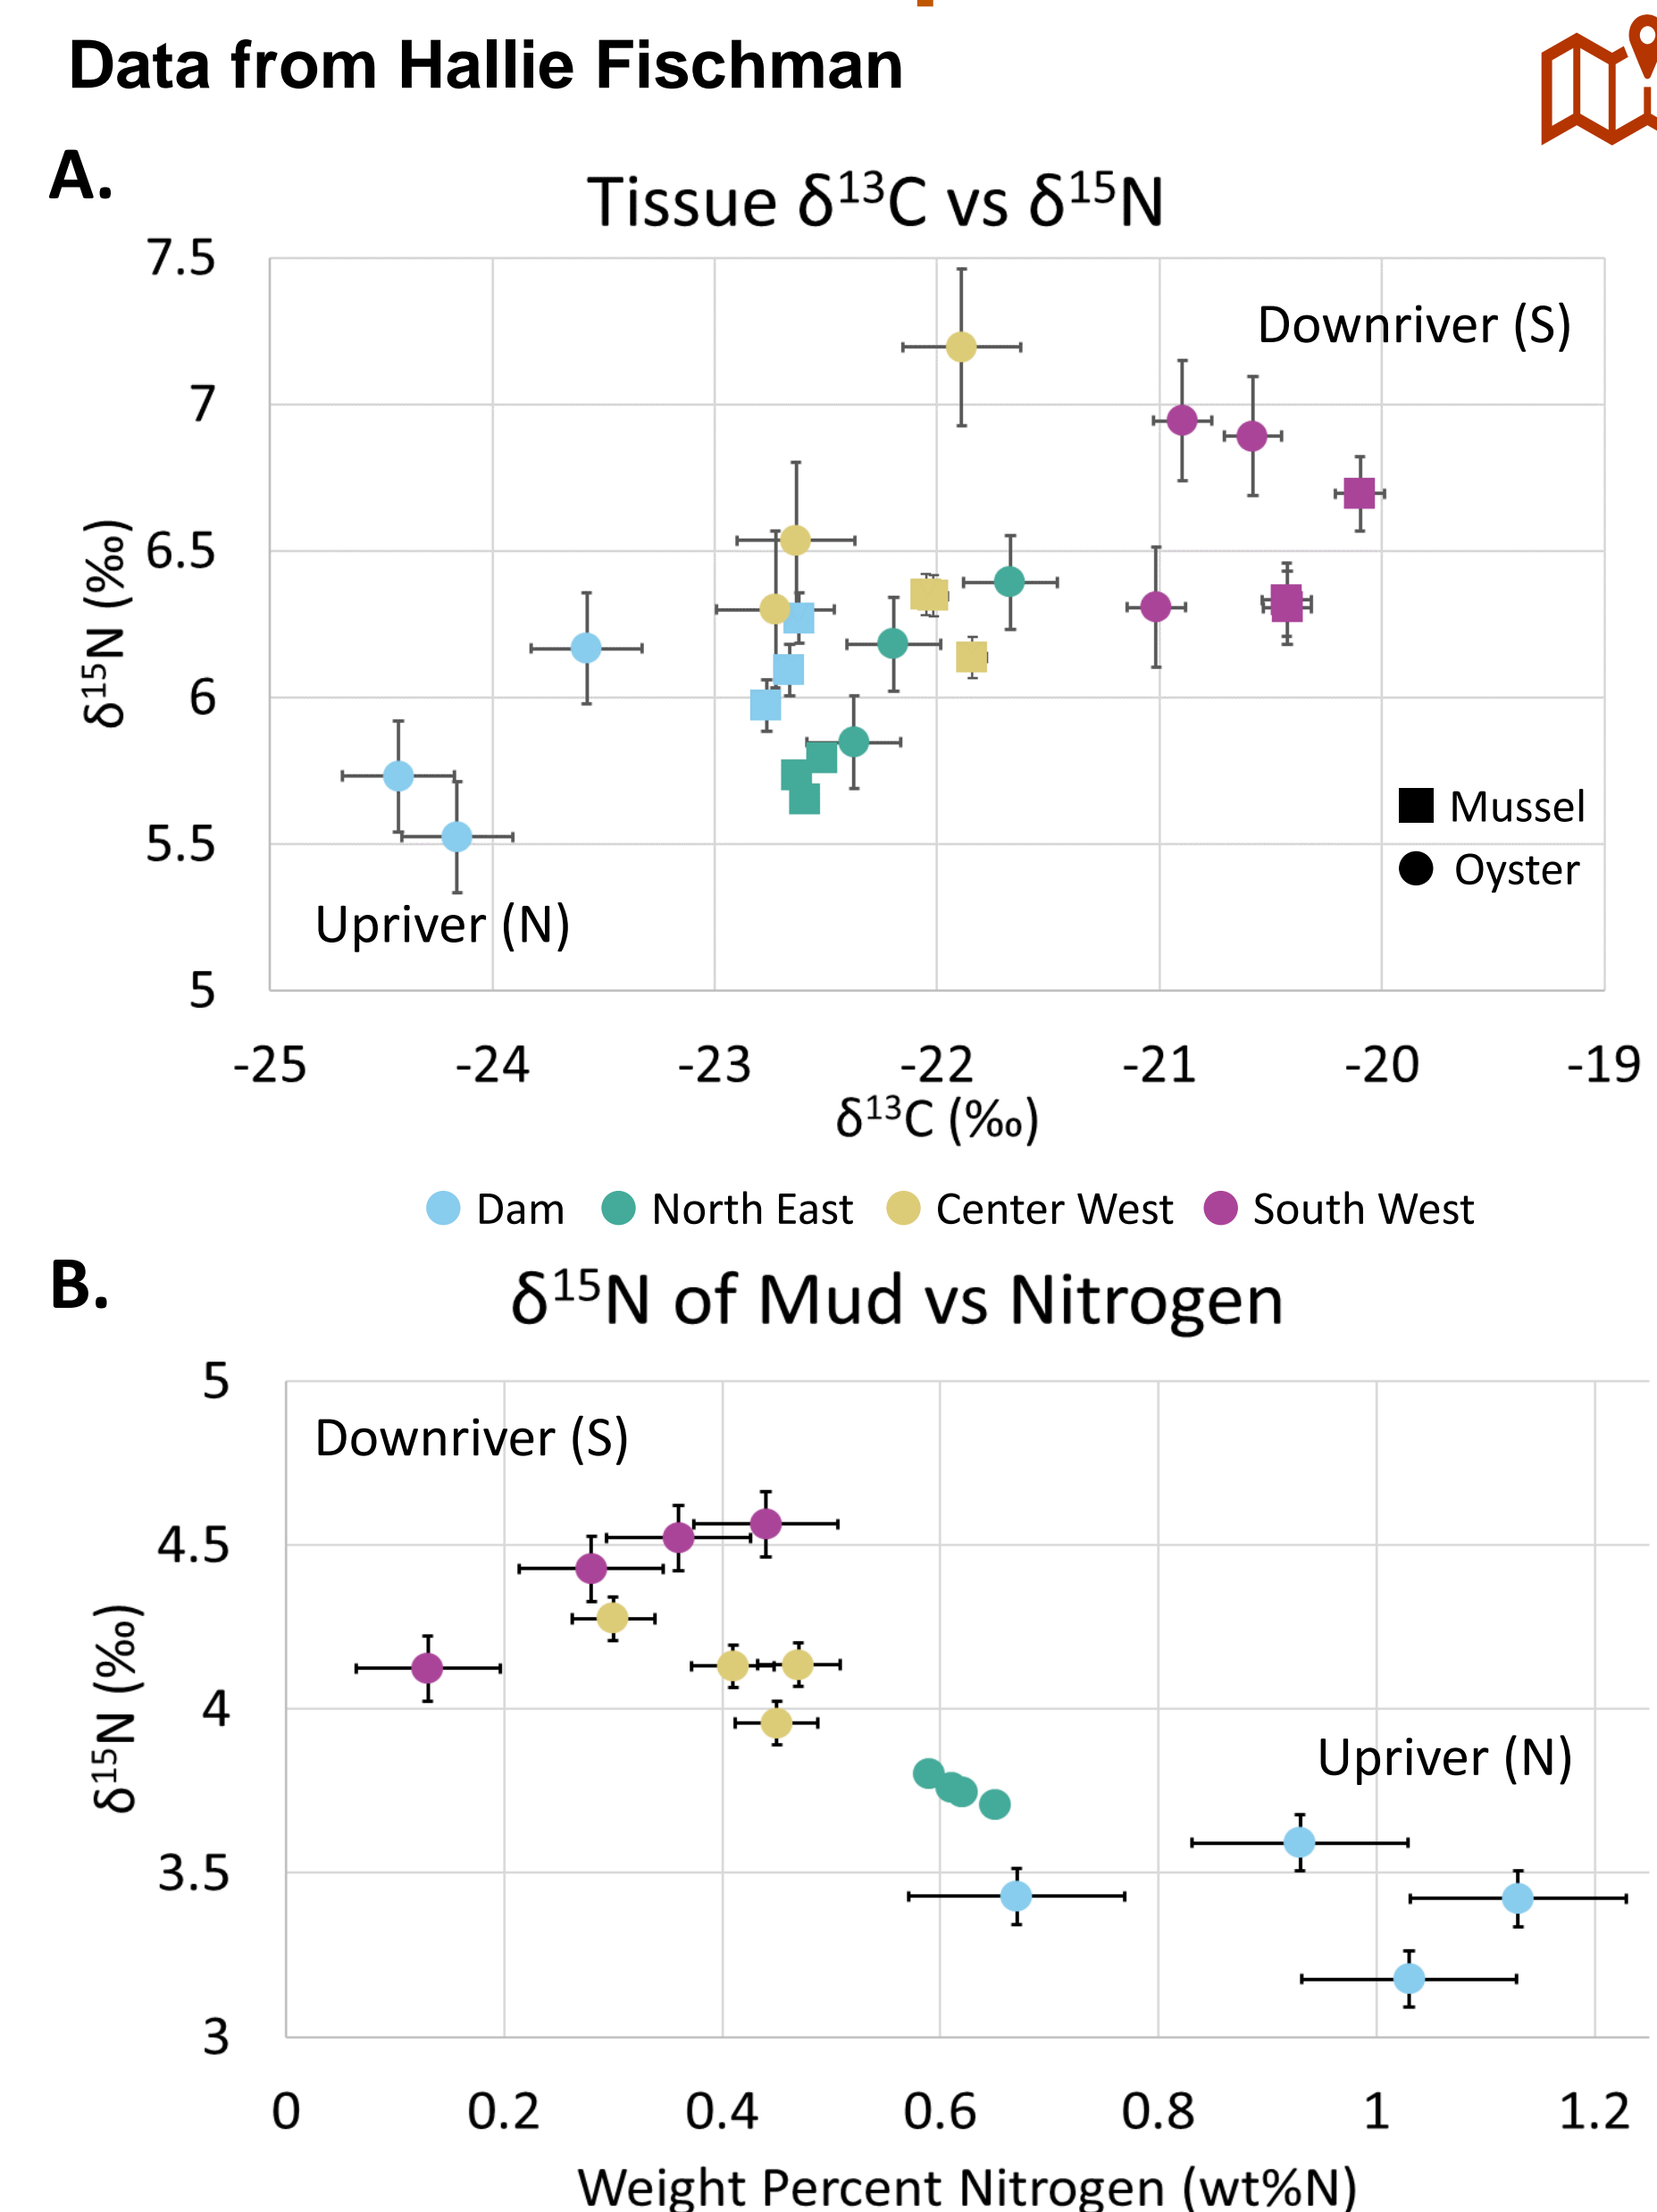 Data from Hallie Fischman
A.
Tissue δ¹³C vs δ¹⁵N
7.5
7
6.5
6
5.5
5
δ¹⁵N (‰)
Downriver (S)
Upriver (N)
Mussel
Oyster
-25 -24 -23 -22 -21 -20 -19
δ¹³C (‰)
Dam North East Center West South West
B.
δ¹⁵N of Mud vs Nitrogen
5
4.5
4
3.5
3
δ¹⁵N (‰)
Downriver (S)
Upriver (N)
0 0.2 0.4 0.6 0.8 1 1.2
Weight Percent Nitrogen (wt%N)